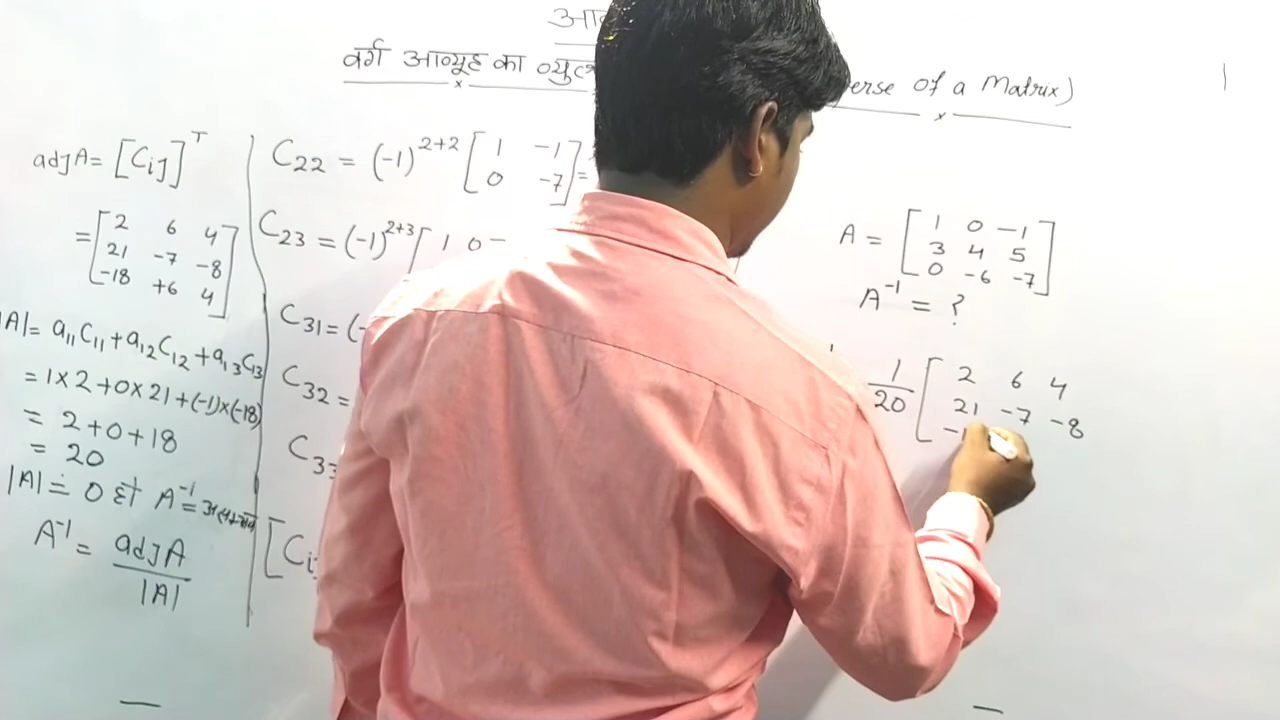 वर्ग आव्यूह का
erse of a Matrix)
adjA = [Cij]^T
= [2 6 4
21 -7 -8
-18 +6 4]
|A| = a11C11 + a12C12 + a13C13
= 1×2+0×21+(-1)×(-18)
= 2+0+18
= 20
|A| = 0 A^-1 =
A^-1 = adjA
|A|
C22 = (-1)^2+2 [1 -1
0 -7] =
C23 = (-1)^2+3 [1 0
C31 = (-
C32 =
C33
[Ci
A = [1 0 -1
3 4 5
0 -6 -7]
A^-1 = ?
1/20 [2 6 4
21 -7 -8